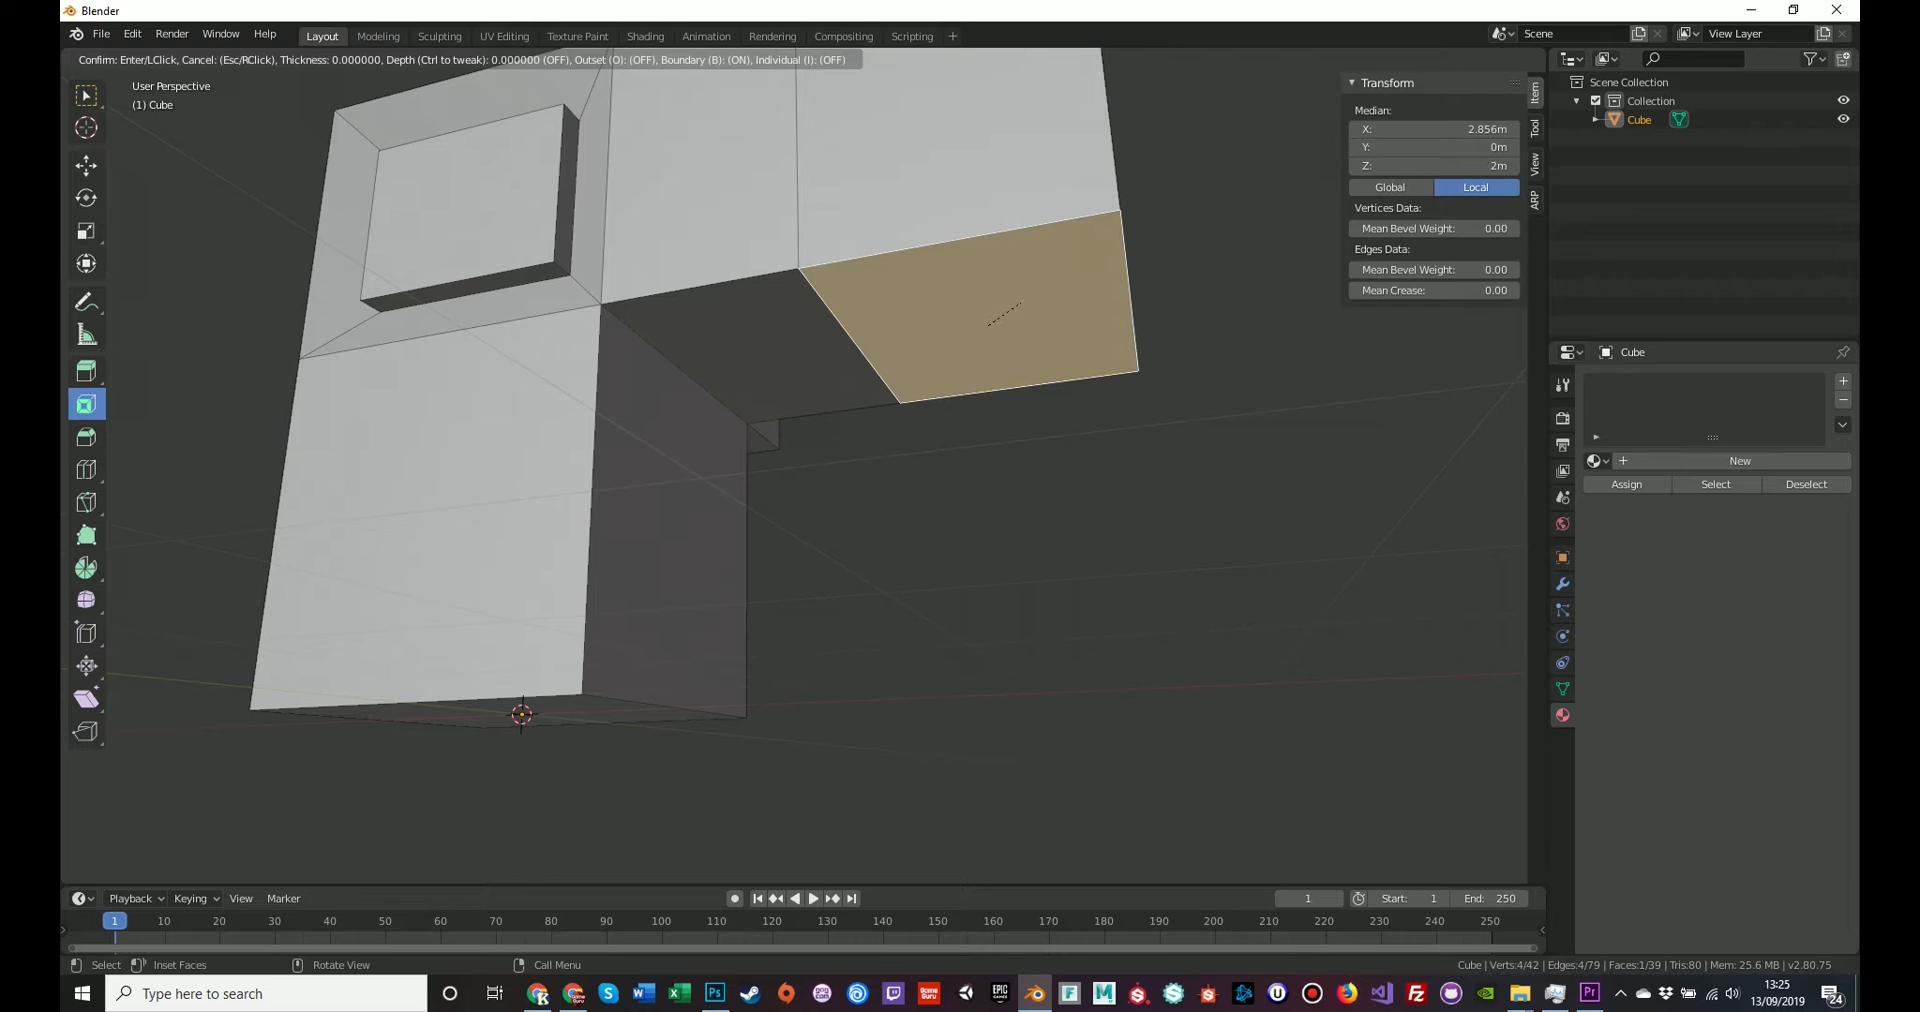 Blender
File Edit Render Window Help Layout Modeling Sculpting UV Editing Texture Paint Shading Animation Rendering Compositing Scripting + Scene View Layer
Confirm: Enter/LClick, Cancel: (Esc/RClick), Thickness: 0.000000, Depth (Ctrl to tweak): 0.000000 (OFF), Outset (O): (OFF), Boundary (B): (ON), Individual (I): (OFF)
User Perspective
(1) Cube
Transform
Median:
X: 2.856m
Y: 0m
Z: 2m
Global Local
Vertices Data:
Mean Bevel Weight: 0.00
Edges Data:
Mean Bevel Weight: 0.00
Mean Crease: 0.00
Item
Tool
View
ARP
Scene Collection
Collection
Cube
Cube
New
Assign Select Deselect
Playback Keying View Marker 1 Start: 1 End: 250
1 10 20 30 40 50 60 70 80 90 100 110 120 130 140 150 160 170 180 190 200 210 220 230 240 250
Select Inset Faces Rotate View Call Menu Cube | Verts:4/42 | Edges:4/79 | Faces:1/39 | Tris:80 | Mem: 25.6 MB | v2.80.75
Type here to search
13:25
13/09/2019
24